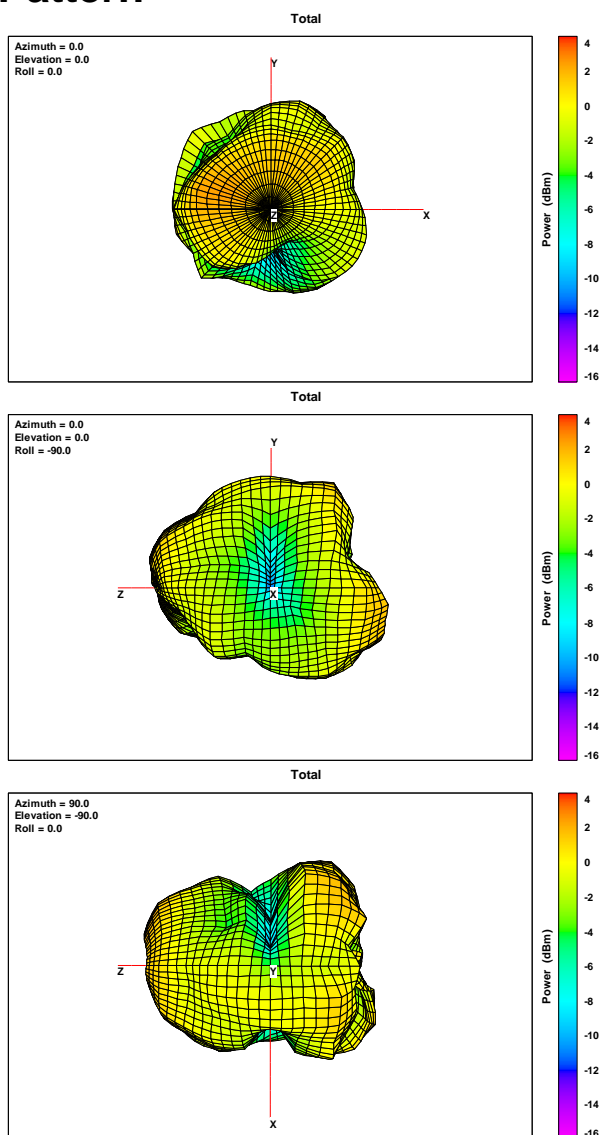 Total
Azimuth = 0.0
Elevation = 0.0
Roll = 0.0
Y
Z
X
4
2
0
-2
-4
-6
-8
-10
-12
-14
-16
Power (dBm)
Total
Azimuth = 0.0
Elevation = 0.0
Roll = -90.0
Y
Z
X
4
2
0
-2
-4
-6
-8
-10
-12
-14
-16
Power (dBm)
Total
Azimuth = 90.0
Elevation = -90.0
Roll = 0.0
Z
Y
X
4
2
0
-2
-4
-6
-8
-10
-12
-14
-16
Power (dBm)